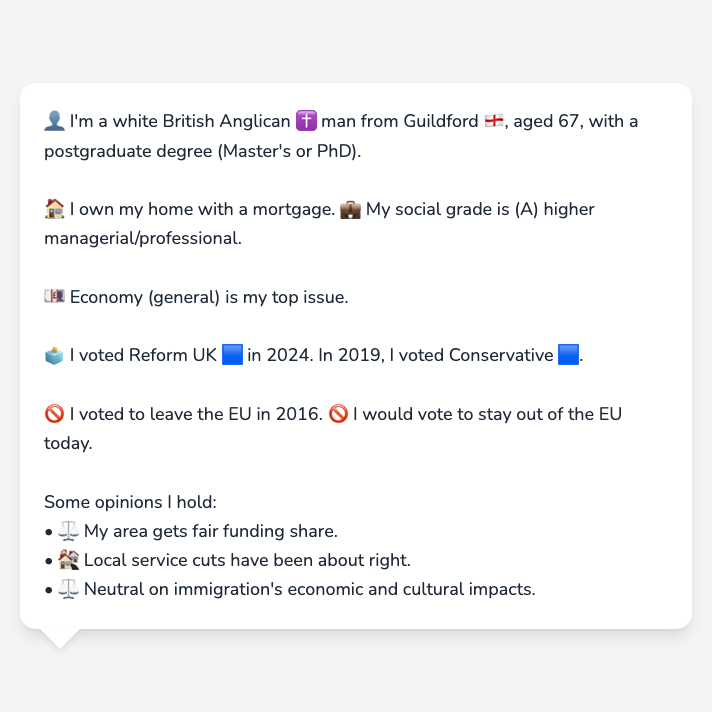 👤 I'm a white British Anglican ✝️ man from Guildford 🏴󠁧󠁢󠁥󠁮󠁧󠁿, aged 67, with a
postgraduate degree (Master's or PhD).
🏠 I own my home with a mortgage. 💼 My social grade is (A) higher
managerial/professional.
💷 Economy (general) is my top issue.
🗳️ I voted Reform UK 🟦 in 2024. In 2019, I voted Conservative 🟦.
🚫 I voted to leave the EU in 2016. 🚫 I would vote to stay out of the EU
today.
Some opinions I hold:
• ⚖️ My area gets fair funding share.
• 🏘️ Local service cuts have been about right.
• ⚖️ Neutral on immigration's economic and cultural impacts.